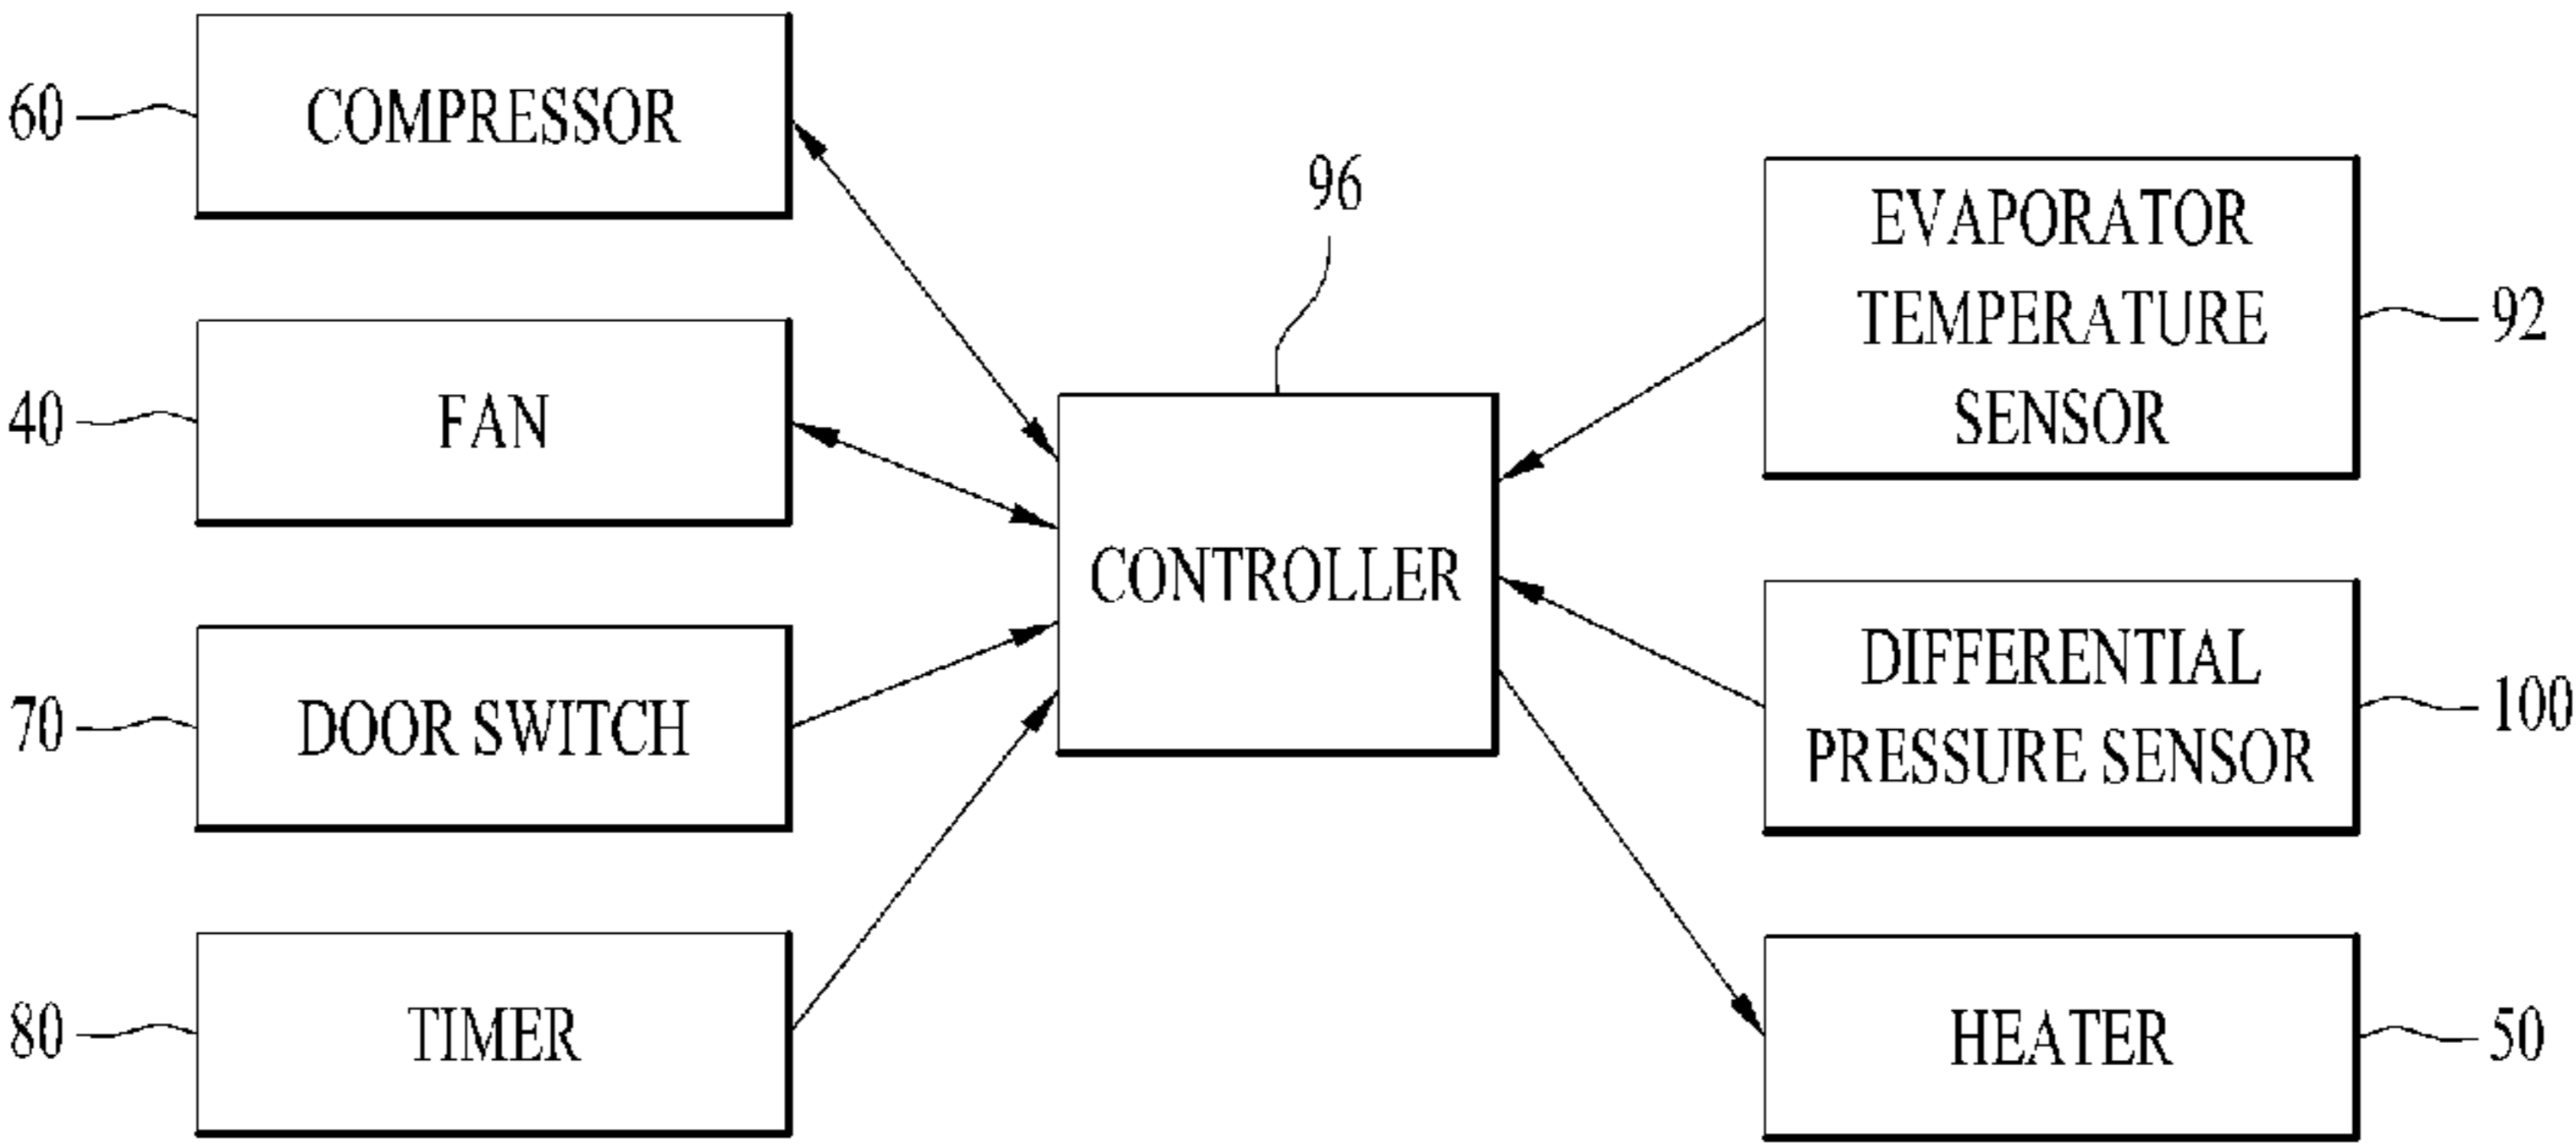 60
COMPRESSOR
40
FAN
70
DOOR SWITCH
80
TIMER
96
CONTROLLER
EVAPORATOR
TEMPERATURE
SENSOR
92
DIFFERENTIAL
PRESSURE SENSOR
100
HEATER
50